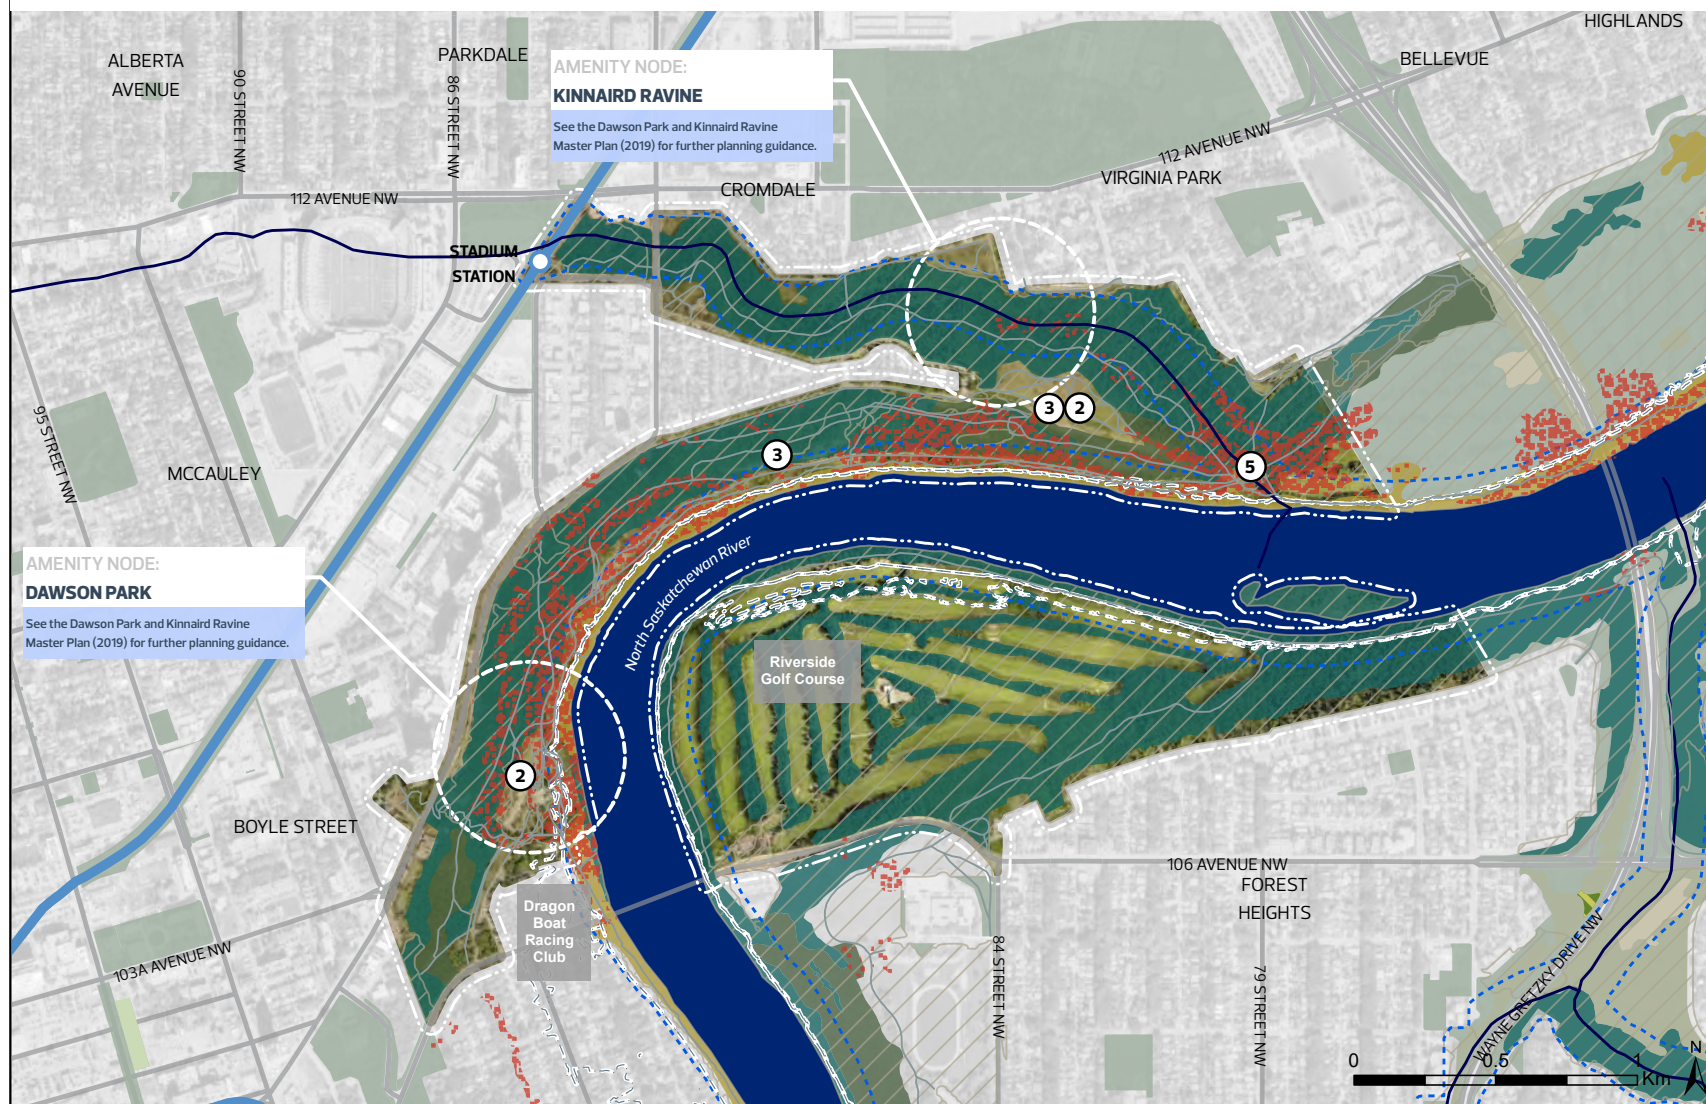 HIGHLANDS
ALBERTA
AVENUE
PARKDALE
BELLEVUE
AMENITY NODE:
KINNAIRD RAVINE
See the Dawson Park and Kinnaird Ravine
Master Plan (2019) for further planning guidance.
90 STREET NW
86 STREET NW
112 AVENUE NW
VIRGINIA PARK
CROMDALE
112 AVENUE NW
STADIUM
STATION
95 STREET NW
MCCAULEY
3
2
3
5
North Saskatchewan River
AMENITY NODE:
DAWSON PARK
See the Dawson Park and Kinnaird Ravine
Master Plan (2019) for further planning guidance.
Riverside
Golf Course
2
BOYLE STREET
106 AVENUE NW
FOREST
HEIGHTS
Dragon
Boat
Racing
Club
103A AVENUE NW
84 STREET NW
79 STREET NW
WAYNE GRETZKY DRIVE NW
0
0.5
1
Km
N